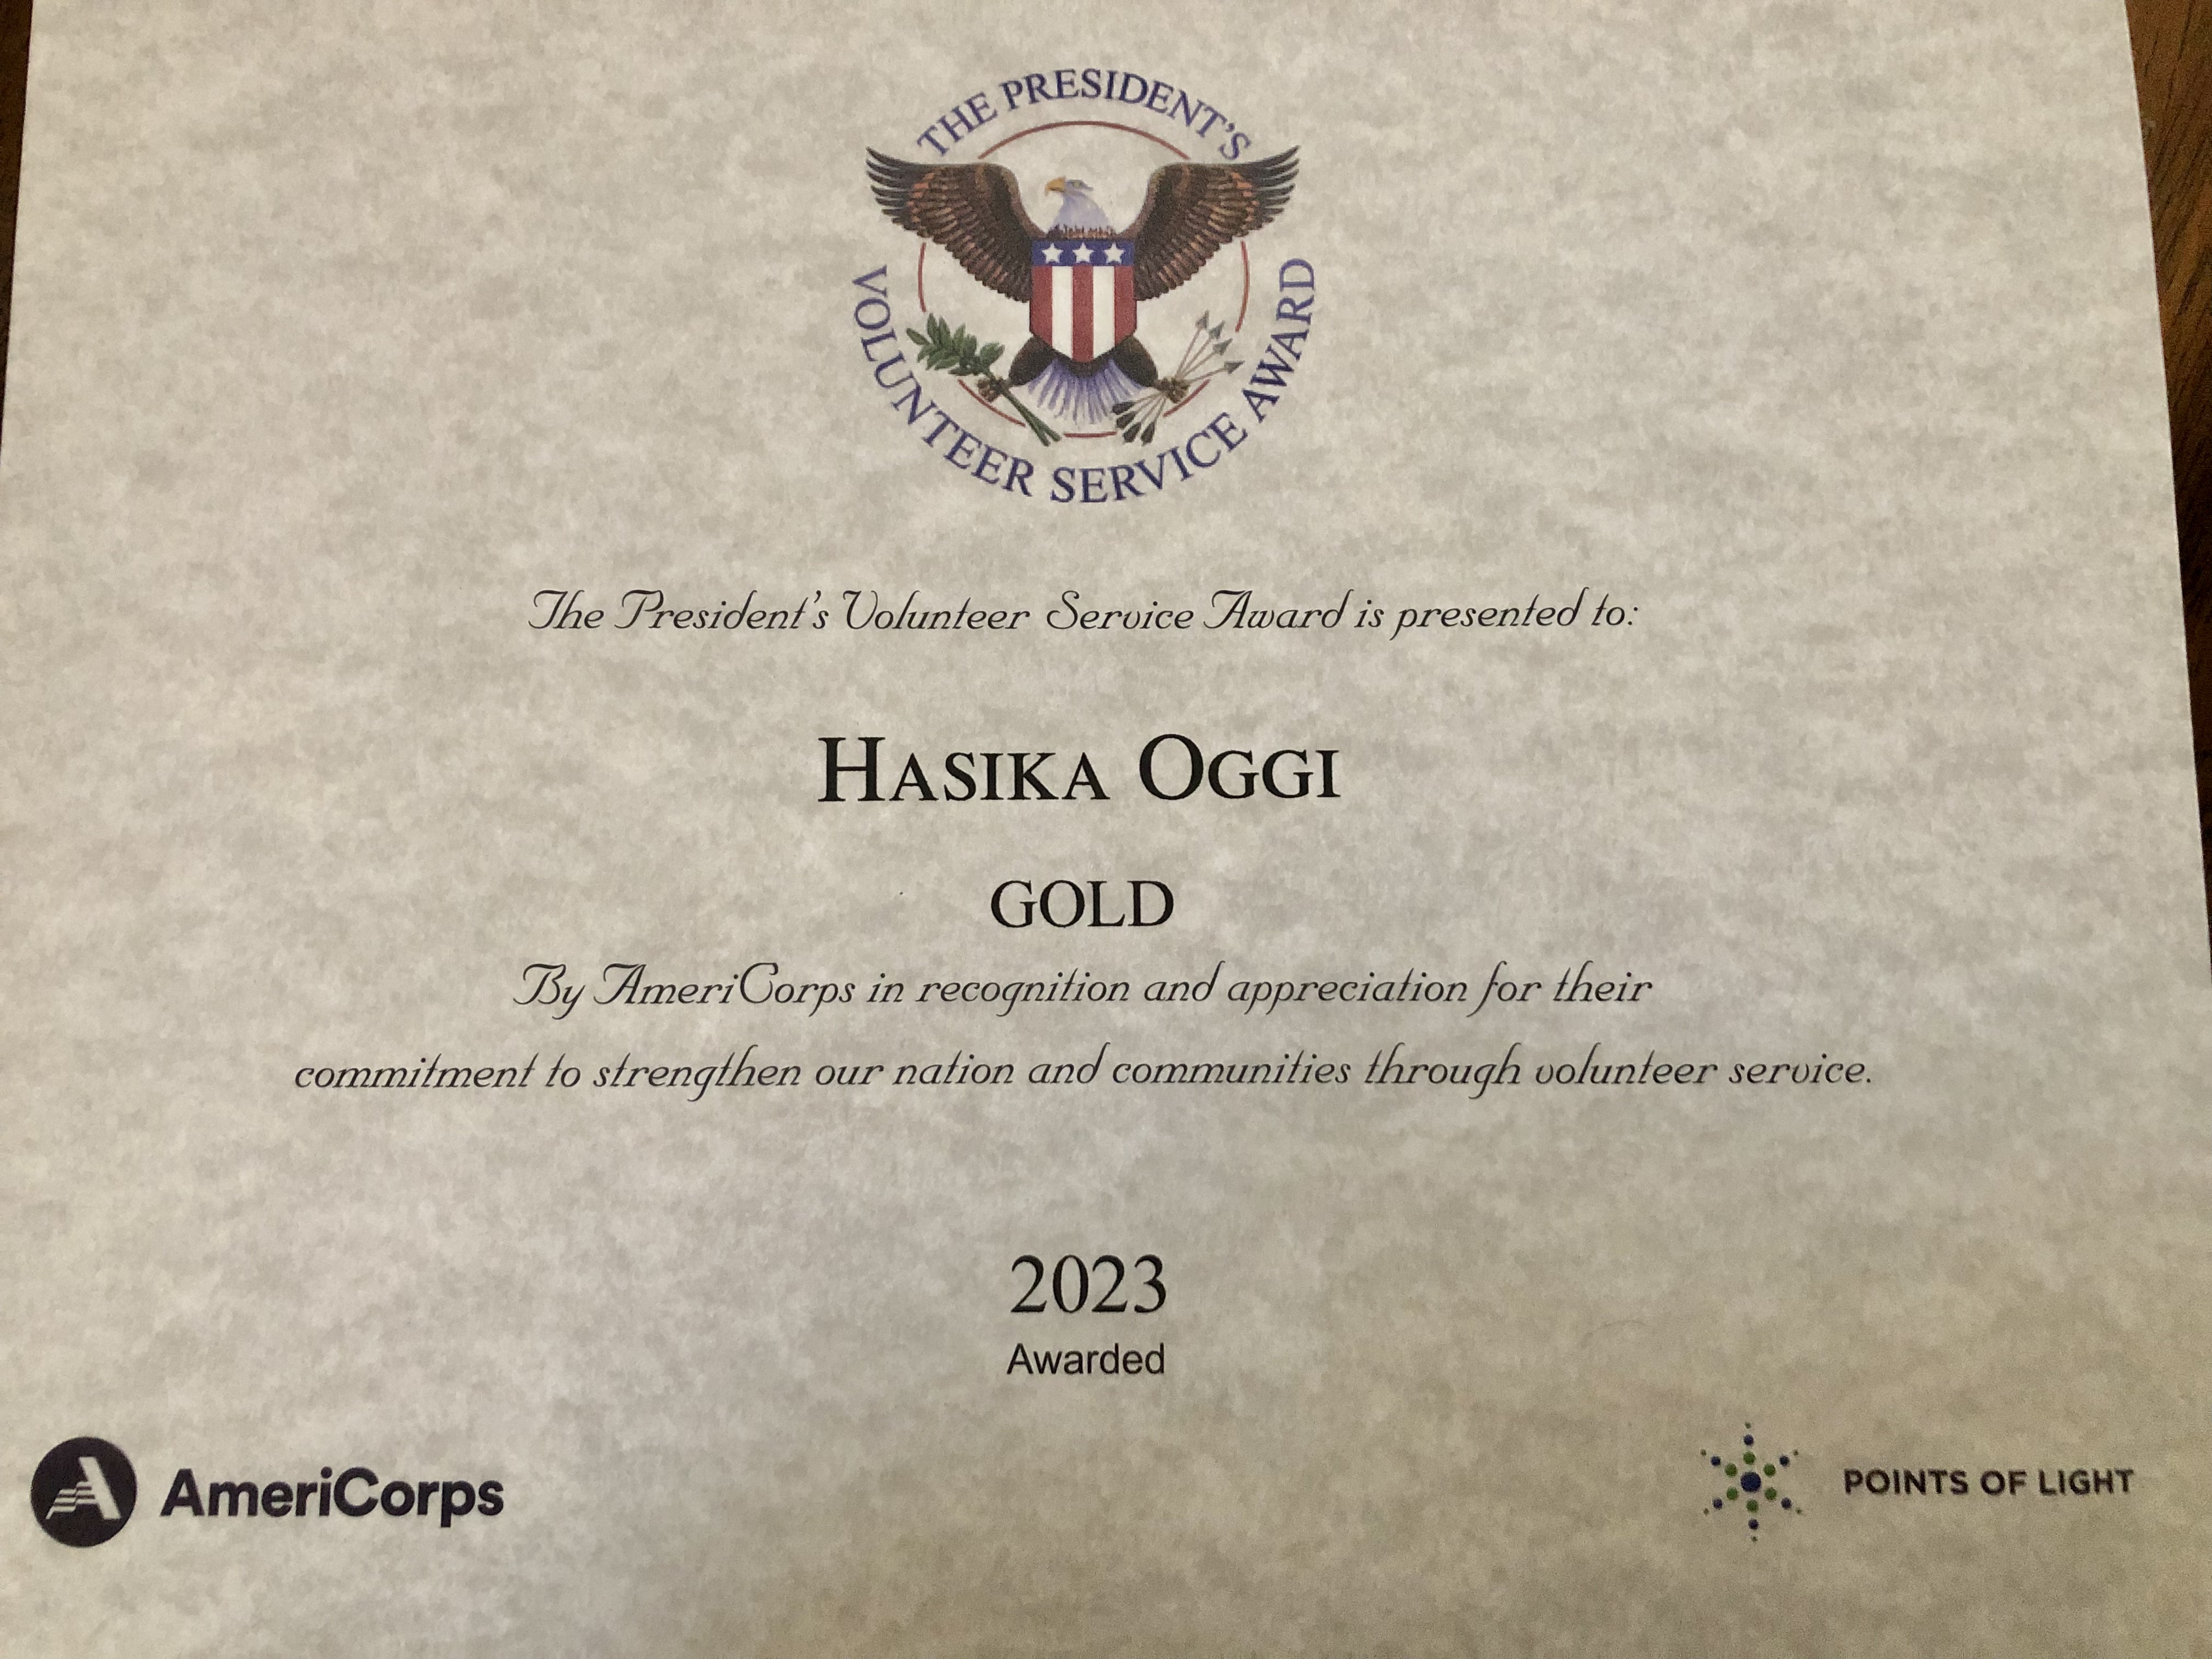 THE PRESIDENT'S
VOLUNTEER SERVICE AWARD
The President's Volunteer Service Award is presented to:
HASIKA OGGI
GOLD
By AmeriCorps in recognition and appreciation for their
commitment to strengthen our nation and communities through volunteer service.
2023
Awarded
AmeriCorps
POINTS OF LIGHT